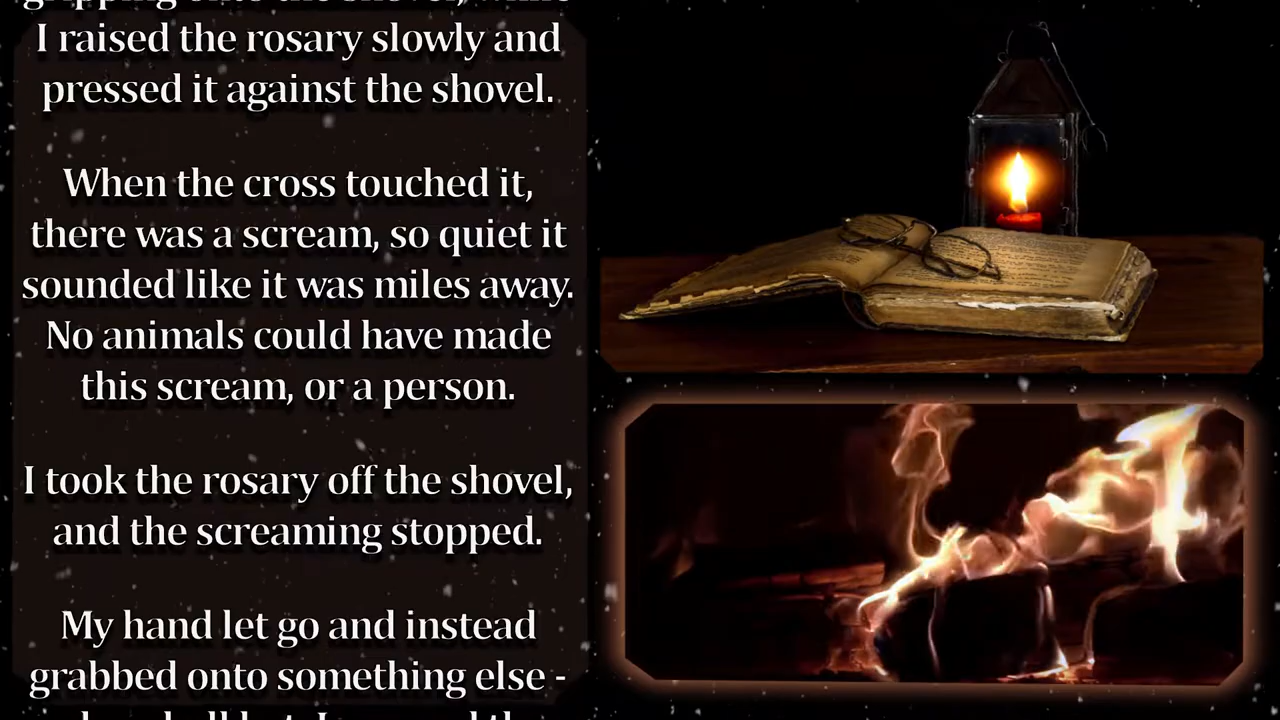 I raised the rosary slowly and
pressed it against the shovel.
When the cross touched it,
there was a scream, so quiet it
sounded like it was miles away.
No animals could have made
this scream, or a person.
I took the rosary off the shovel,
and the screaming stopped.
My hand let go and instead
grabbed onto something else -